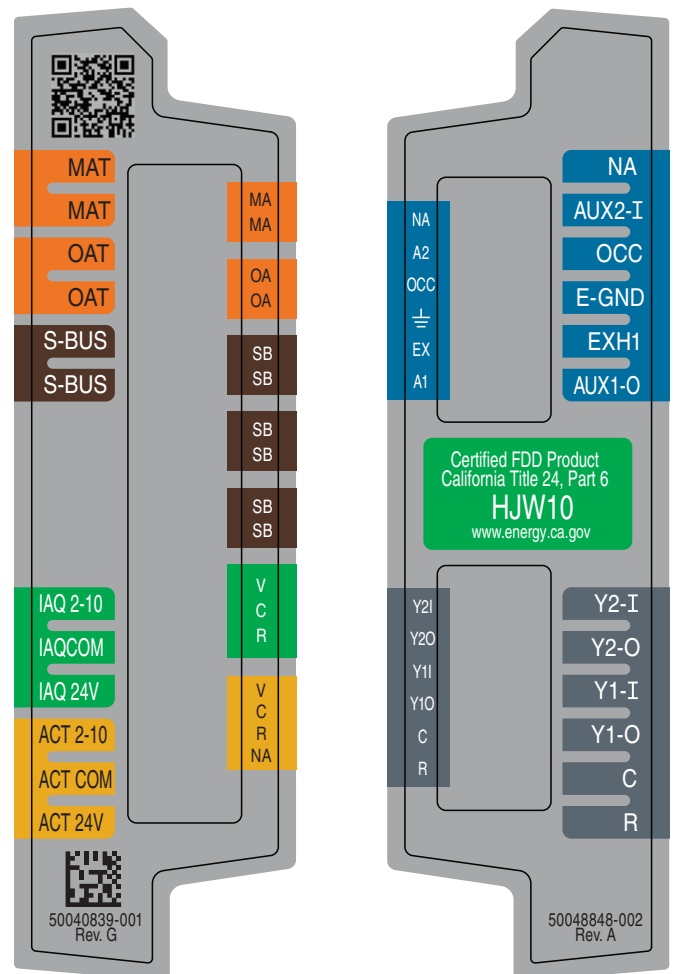 MAT
MAT
OAT
OAT
S-BUS
S-BUS
IAQ 2-10
IAQCOM
IAQ 24V
ACT 2-10
ACT COM
ACT 24V
MA
MA
OA
OA
SB
SB
SB
SB
SB
SB
V
C
R
V
C
R
NA
50040839-001
Rev. G
NA
A2
OCC
EX
A1
NA
AUX2-I
OCC
E-GND
EXH1
AUX1-O
Certified FDD Product
California Title 24, Part 6
HJW10
www.energy.ca.gov
Y2I
Y2O
Y1I
Y1O
C
R
Y2-I
Y2-O
Y1-I
Y1-O
C
R
50048848-002
Rev. A